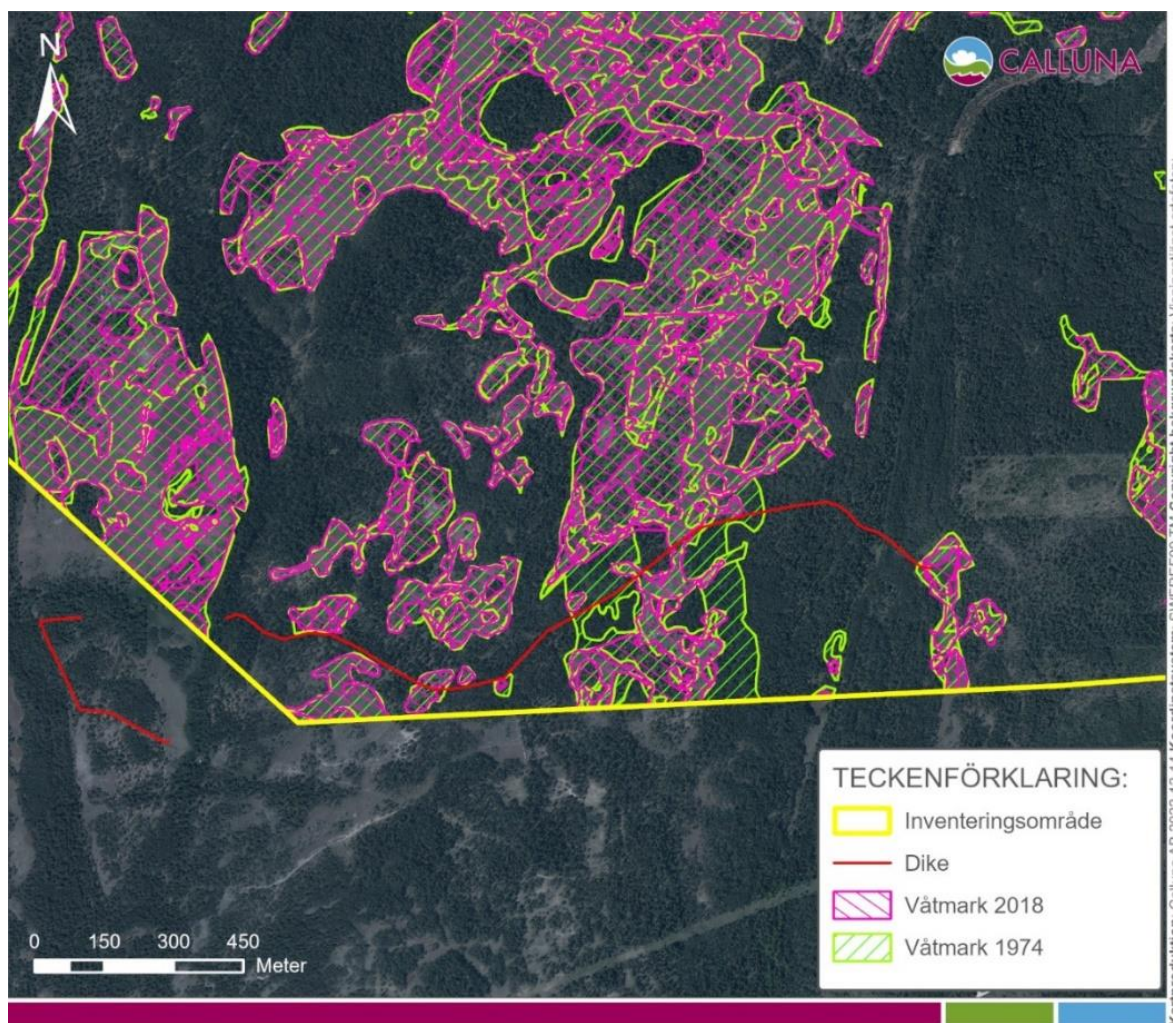 N
CALLUNA
TECKENFÖRKLARING:
Inventeringsområde
Dike
Våtmark 2018
Våtmark 1974
0 150 300 450
Meter